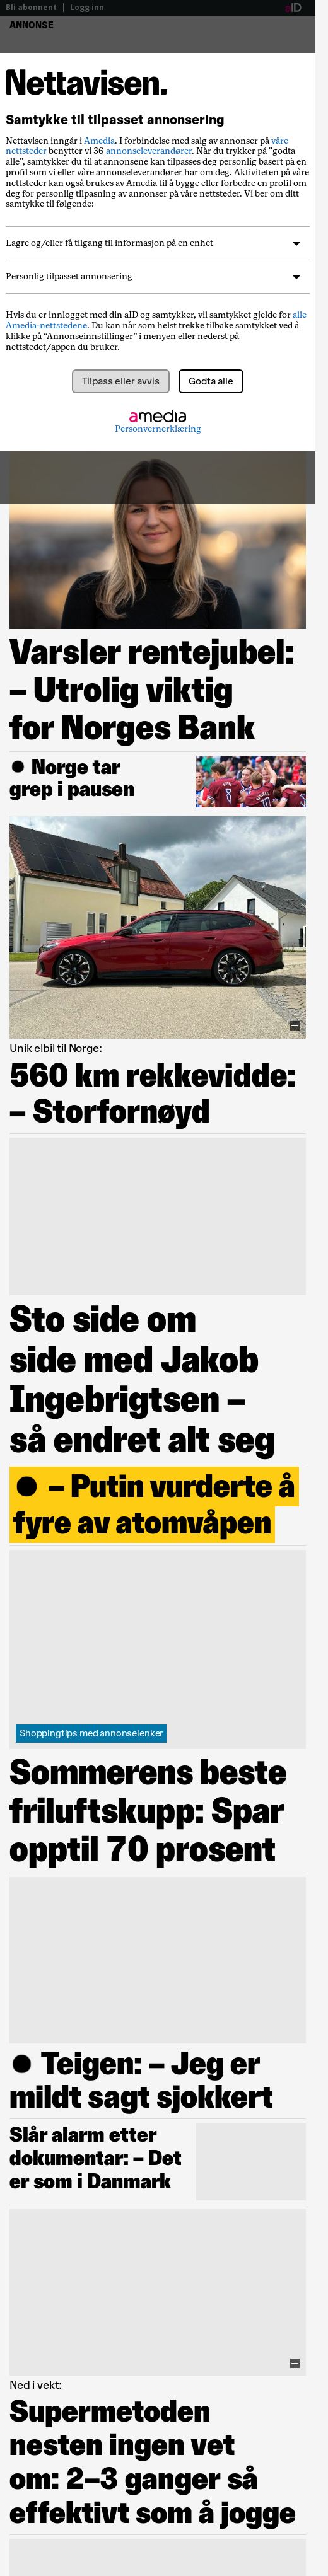 Bli abonnent | Logg inn
aID
ANNONSE
Nettavisen.
Samtykke til tilpasset annonsering
Nettavisen inngår i Amedia. I forbindelse med salg av annonser på våre
nettsteder benytter vi 36 annonseleverandører. Når du trykker på "godta
alle", samtykker du til at annonsene kan tilpasses deg personlig basert på en
profil som vi eller våre annonseleverandører har om deg. Aktiviteten på våre
nettsteder kan også brukes av Amedia til å bygge eller forbedre en profil om
deg for personlig tilpasning av annonser på våre nettsteder. Vi ber om ditt
samtykke til følgende:
Lagre og/eller få tilgang til informasjon på en enhet
Personlig tilpasset annonsering
Hvis du er innlogget med din aID og samtykker, vil samtykket gjelde for alle
Amedia-nettstedene. Du kan når som helst trekke tilbake samtykket ved å
klikke på “Annonseinnstillinger” i menyen eller nederst på
nettstedet/appen du bruker.
Tilpass eller avvis Godta alle
amedia
Personvernerklæring
Varsler rentejubel:
– Utrolig viktig
for Norges Bank
Norge tar
grep i pausen
Unik elbil til Norge:
560 km rekkevidde:
– Storfornøyd
Sto side om
side med Jakob
Ingebrigtsen –
så endret alt seg
– Putin vurderte å
fyre av atomvåpen
Shoppingtips med annonselenker
Sommerens beste
friluftskupp: Spar
opptil 70 prosent
Teigen: – Jeg er
mildt sagt sjokkert
Slår alarm etter
dokumentar: – Det
er som i Danmark
Ned i vekt:
Supermetoden
nesten ingen vet
om: 2–3 ganger så
effektivt som å jogge